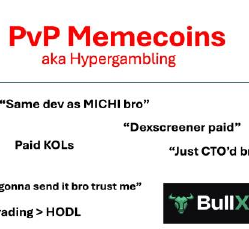 PvP Memecoins
aka Hypergambling
“Same dev as MICHI bro”
“Dexscreener paid”
Paid KOLs
“Just CTO’d b
gonna send it bro trust me”
rading > HODL
BullX